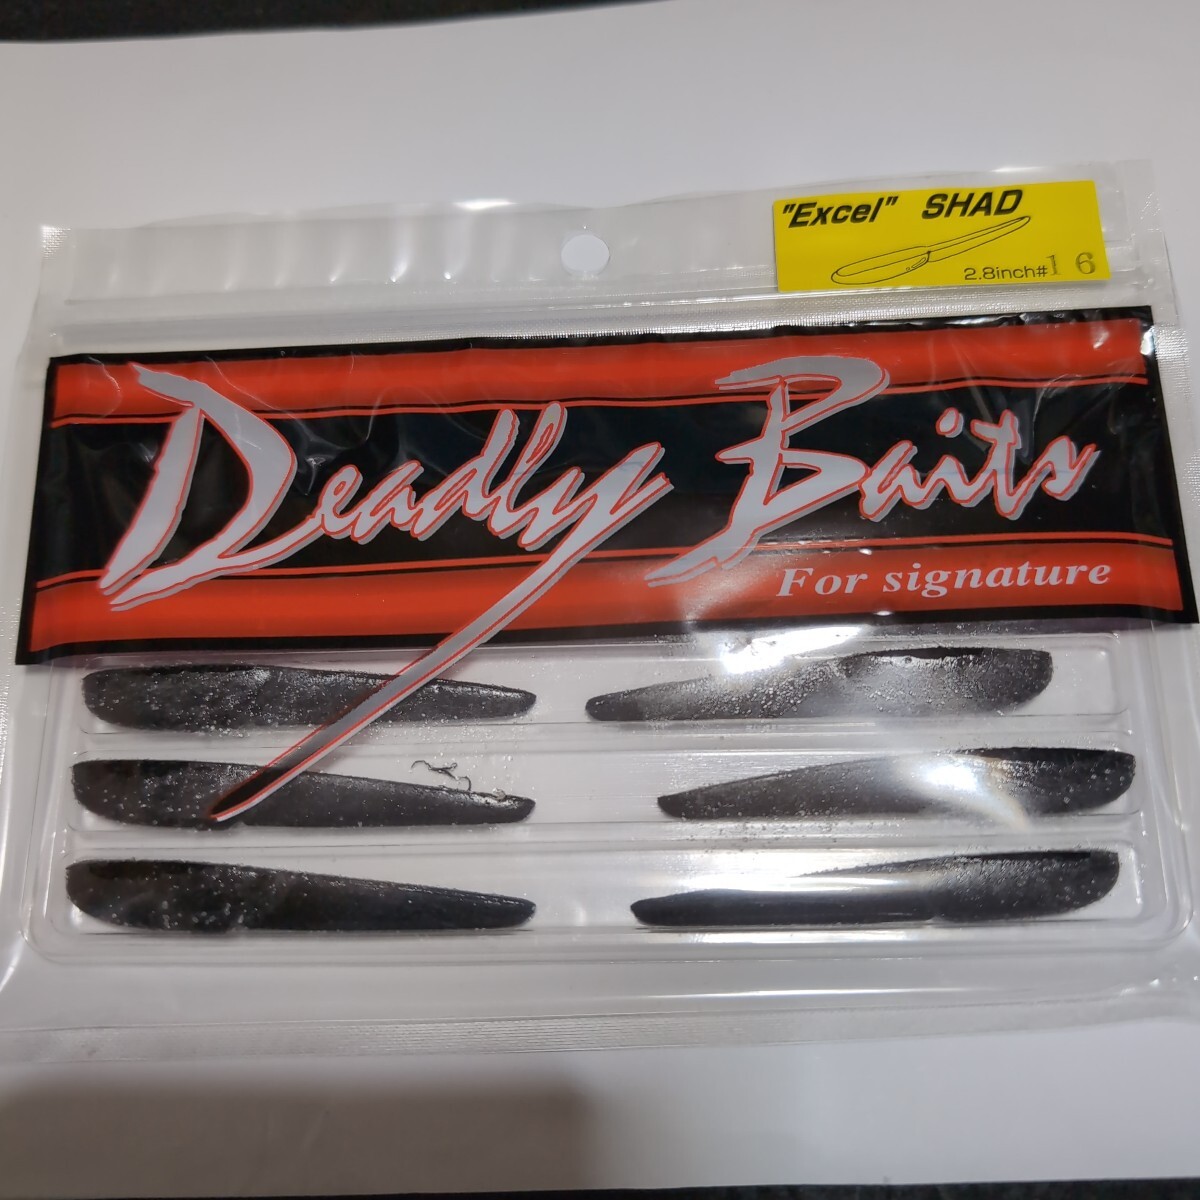 "Excel" SHAD
2.8inch#16
Deadly Baits
For signature